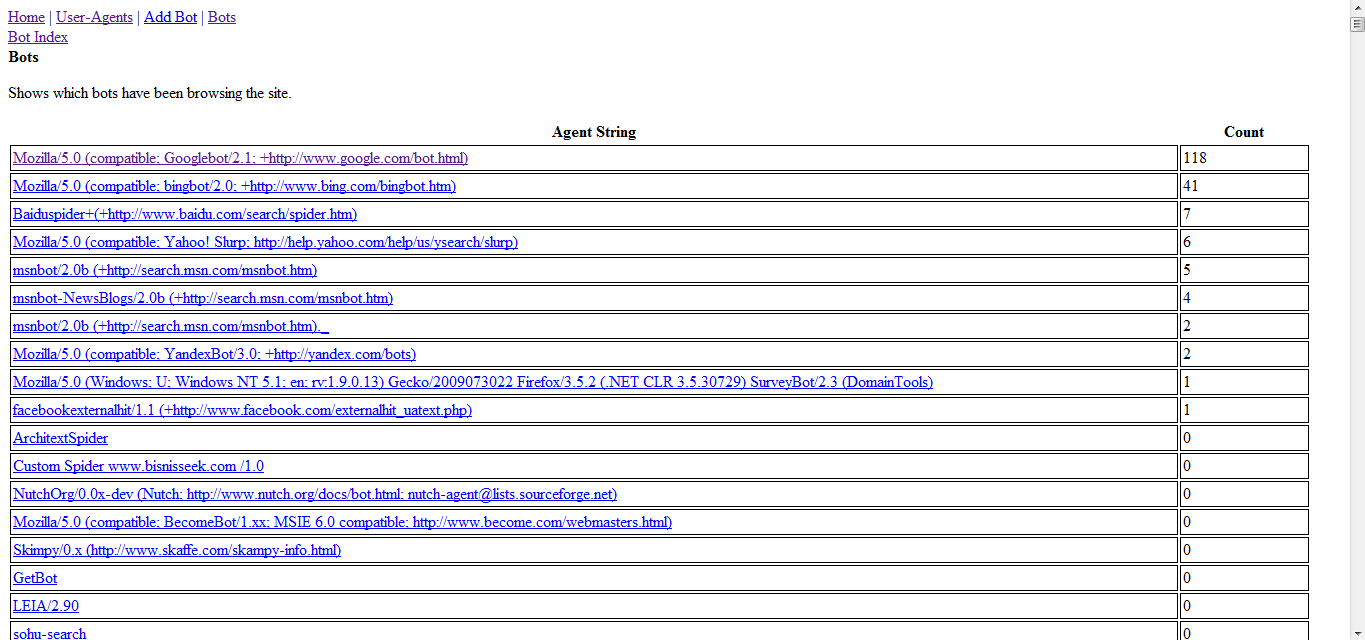 Home | User-Agents | Add Bot | Bots
Bot Index
Bots
Shows which bots have been browsing the site.
Agent String Count
Mozilla/5.0 (compatible; Googlebot/2.1; +http://www.google.com/bot.html) 118
Mozilla/5.0 (compatible; bingbot/2.0; +http://www.bing.com/bingbot.htm) 41
Baiduspider+(+http://www.baidu.com/search/spider.htm) 7
Mozilla/5.0 (compatible; Yahoo! Slurp; http://help.yahoo.com/help/us/ysearch/slurp) 6
msnbot/2.0b (+http://search.msn.com/msnbot.htm) 5
msnbot-NewsBlogs/2.0b (+http://search.msn.com/msnbot.htm) 4
msnbot/2.0b (+http://search.msn.com/msnbot.htm)._ 2
Mozilla/5.0 (compatible; YandexBot/3.0; +http://yandex.com/bots) 2
Mozilla/5.0 (Windows; U; Windows NT 5.1; en; rv:1.9.0.13) Gecko/2009073022 Firefox/3.5.2 (.NET CLR 3.5.30729) SurveyBot/2.3 (DomainTools) 1
facebookexternalhit/1.1 (+http://www.facebook.com/externalhit_uatext.php) 1
ArchitextSpider 0
Custom Spider www.bisnisseek.com /1.0 0
NutchOrg/0.0x-dev (Nutch; http://www.nutch.org/docs/bot.html; nutch-agent@lists.sourceforge.net) 0
Mozilla/5.0 (compatible; BecomeBot/1.xx; MSIE 6.0 compatible; http://www.become.com/webmasters.html) 0
Skimpy/0.x (http://www.skaffe.com/skampy-info.html) 0
GetBot 0
LEIA/2.90 0
sohu-search 0